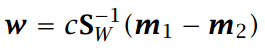 w = cS_W^{-1}(m_1 − m_2)